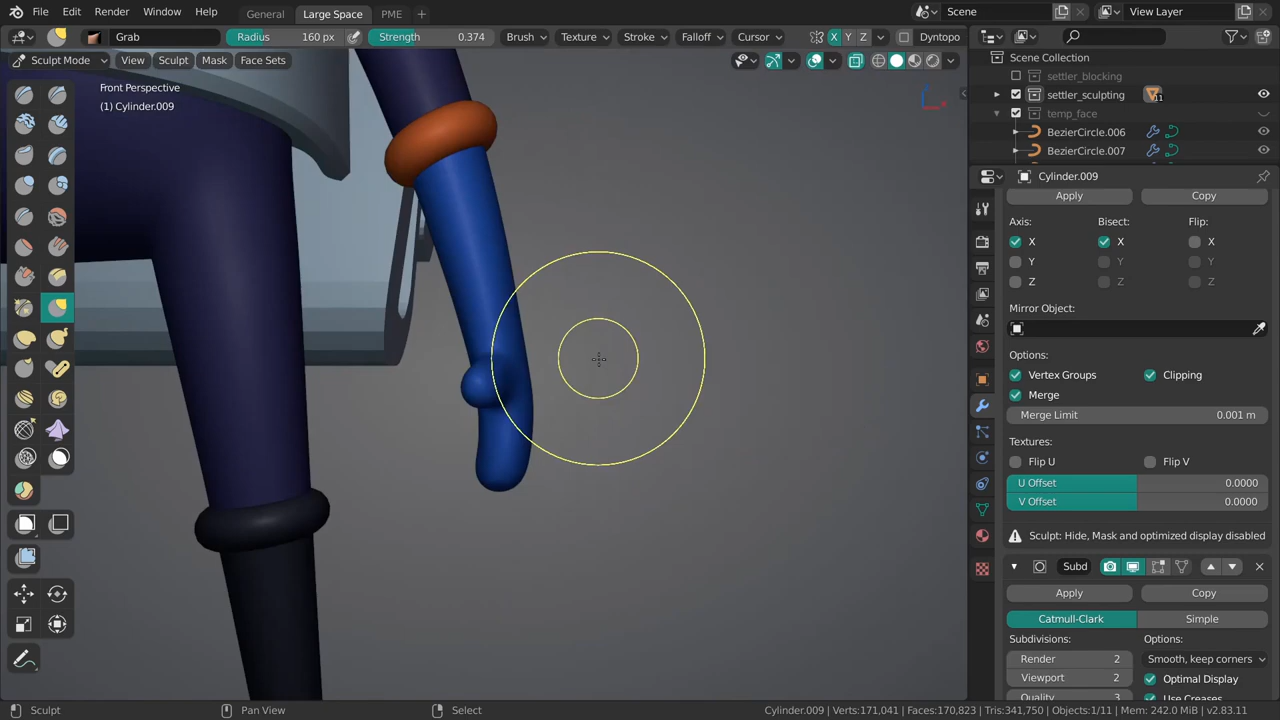 File Edit Render Window Help General Large Space PME Scene View Layer
Grab Radius 160 px Strength 0.374 Brush Texture Stroke Falloff Cursor X Y Z Dyntopo
Sculpt Mode View Sculpt Mask Face Sets
Front Perspective
(1) Cylinder.009
Scene Collection
settler_blocking
settler_sculpting 11
temp_face
BezierCircle.006
BezierCircle.007
Cylinder.009
Apply Copy
Axis: Bisect: Flip:
X X X
Y Y Y
Z Z Z
Mirror Object:
Options:
Vertex Groups Clipping
Merge
Merge Limit 0.001 m
Textures:
Flip U Flip V
U Offset 0.0000
V Offset 0.0000
Sculpt: Hide, Mask and optimized display disabled
Subd
Apply Copy
Catmull-Clark Simple
Subdivisions: Options:
Render 2 Smooth, keep corners
Viewport 2 Optimal Display
Quality 3 Use Creases
Sculpt Pan View Select Cylinder.009 | Verts:171,041 | Faces:170,823 | Tris:341,750 | Objects:1/11 | Mem: 242.0 MiB | v2.83.11